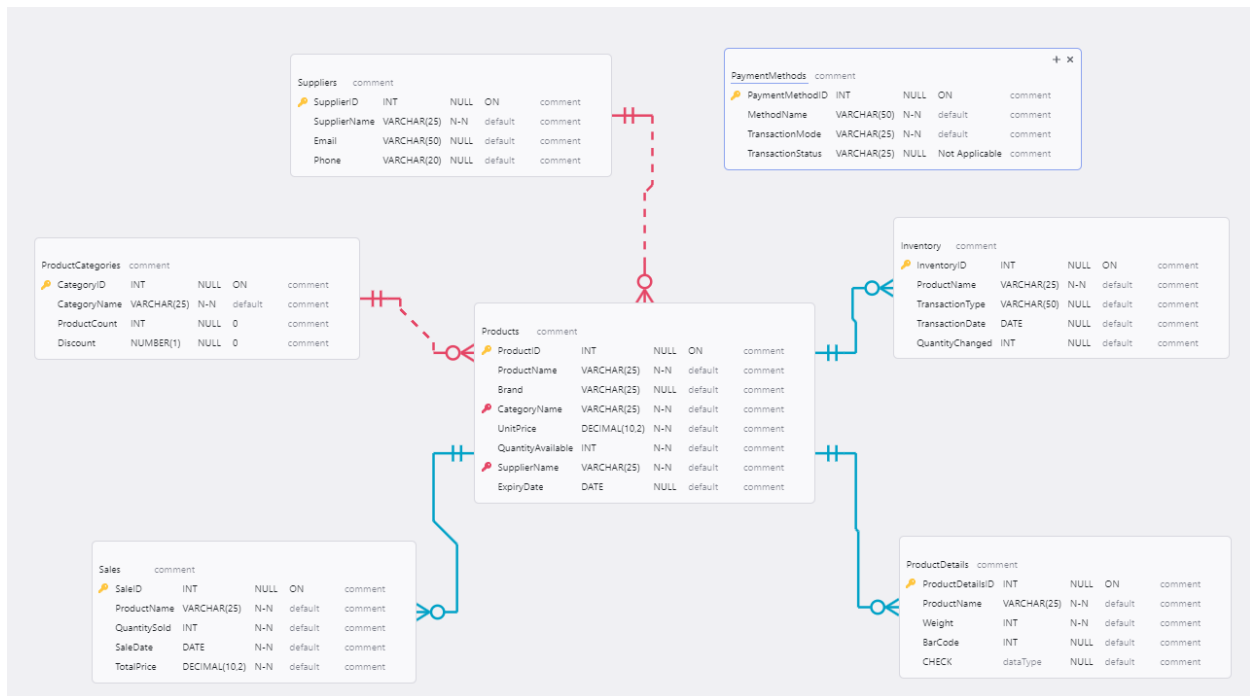 Suppliers comment
SupplierID INT NULL ON comment
SupplierName VARCHAR(25) N-N default comment
Email VARCHAR(50) NULL default comment
Phone VARCHAR(20) NULL default comment
PaymentMethods comment
PaymentMethodID INT NULL ON comment
MethodName VARCHAR(50) N-N default comment
TransactionMode VARCHAR(25) N-N default comment
TransactionStatus VARCHAR(25) NULL Not Applicable comment
ProductCategories comment
CategoryID INT NULL ON comment
CategoryName VARCHAR(25) N-N default comment
ProductCount INT NULL 0 comment
Discount NUMBER(1) NULL 0 comment
Inventory comment
InventoryID INT NULL ON comment
ProductName VARCHAR(25) N-N default comment
TransactionType VARCHAR(50) NULL default comment
TransactionDate DATE NULL default comment
QuantityChanged INT NULL default comment
Products comment
ProductID INT NULL ON comment
ProductName VARCHAR(25) N-N default comment
Brand VARCHAR(25) NULL default comment
CategoryName VARCHAR(25) N-N default comment
UnitPrice DECIMAL(10,2) N-N default comment
QuantityAvailable INT N-N default comment
SupplierName VARCHAR(25) N-N default comment
ExpiryDate DATE NULL default comment
Sales comment
SaleID INT NULL ON comment
ProductName VARCHAR(25) N-N default comment
QuantitySold INT N-N default comment
SaleDate DATE N-N default comment
TotalPrice DECIMAL(10,2) N-N default comment
ProductDetails comment
ProductDetailsID INT NULL ON comment
ProductName VARCHAR(25) N-N default comment
Weight INT N-N default comment
BarCode INT NULL default comment
CHECK dataType NULL default comment